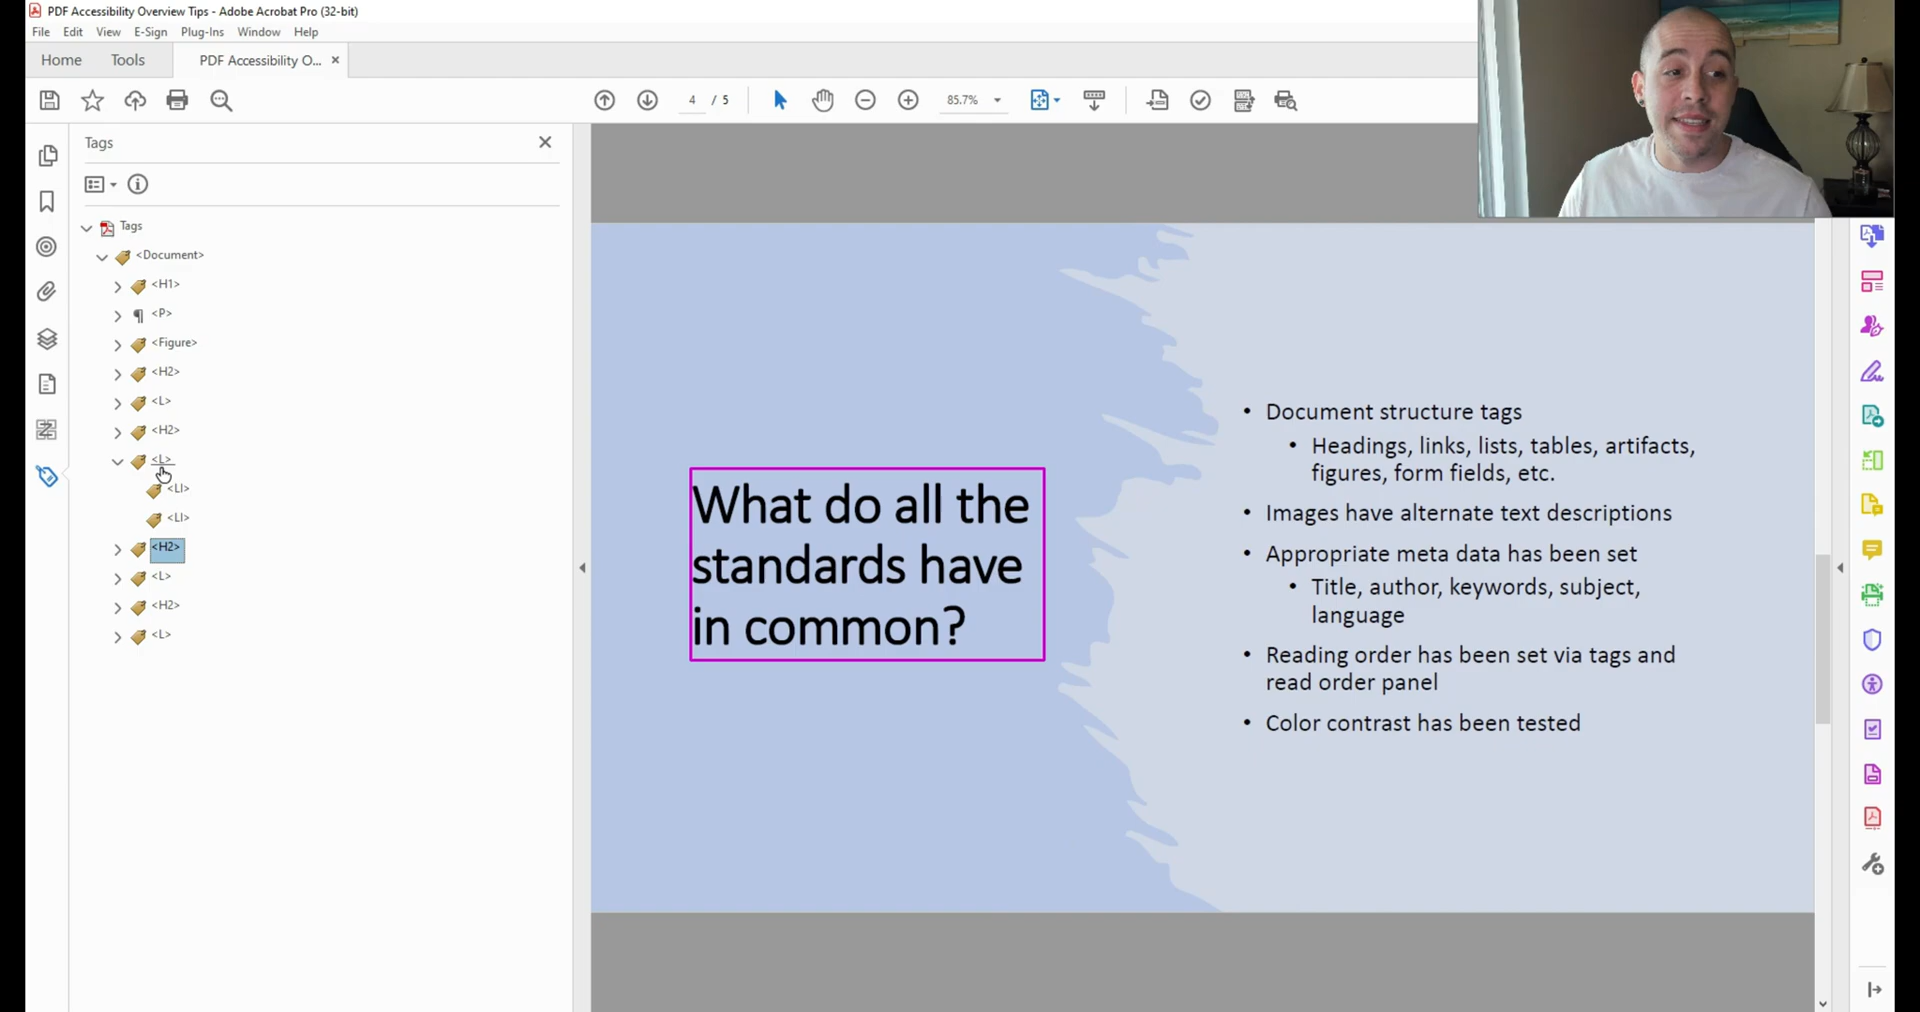 PDF Accessibility Overview Tips - Adobe Acrobat Pro (32-bit)
File Edit View E-Sign Plug-Ins Window Help
Home Tools PDF Accessibility O... ×
4 / 5 85.7%
Tags
Tags
<Document>
<H1>
<P>
<Figure>
<H2>
<L>
<H2>
<L>
<LI>
<LI>
<H2>
<L>
<H2>
<L>
What do all the
standards have
in common?
• Document structure tags
• Headings, links, lists, tables, artifacts,
figures, form fields, etc.
• Images have alternate text descriptions
• Appropriate meta data has been set
• Title, author, keywords, subject,
language
• Reading order has been set via tags and
read order panel
• Color contrast has been tested